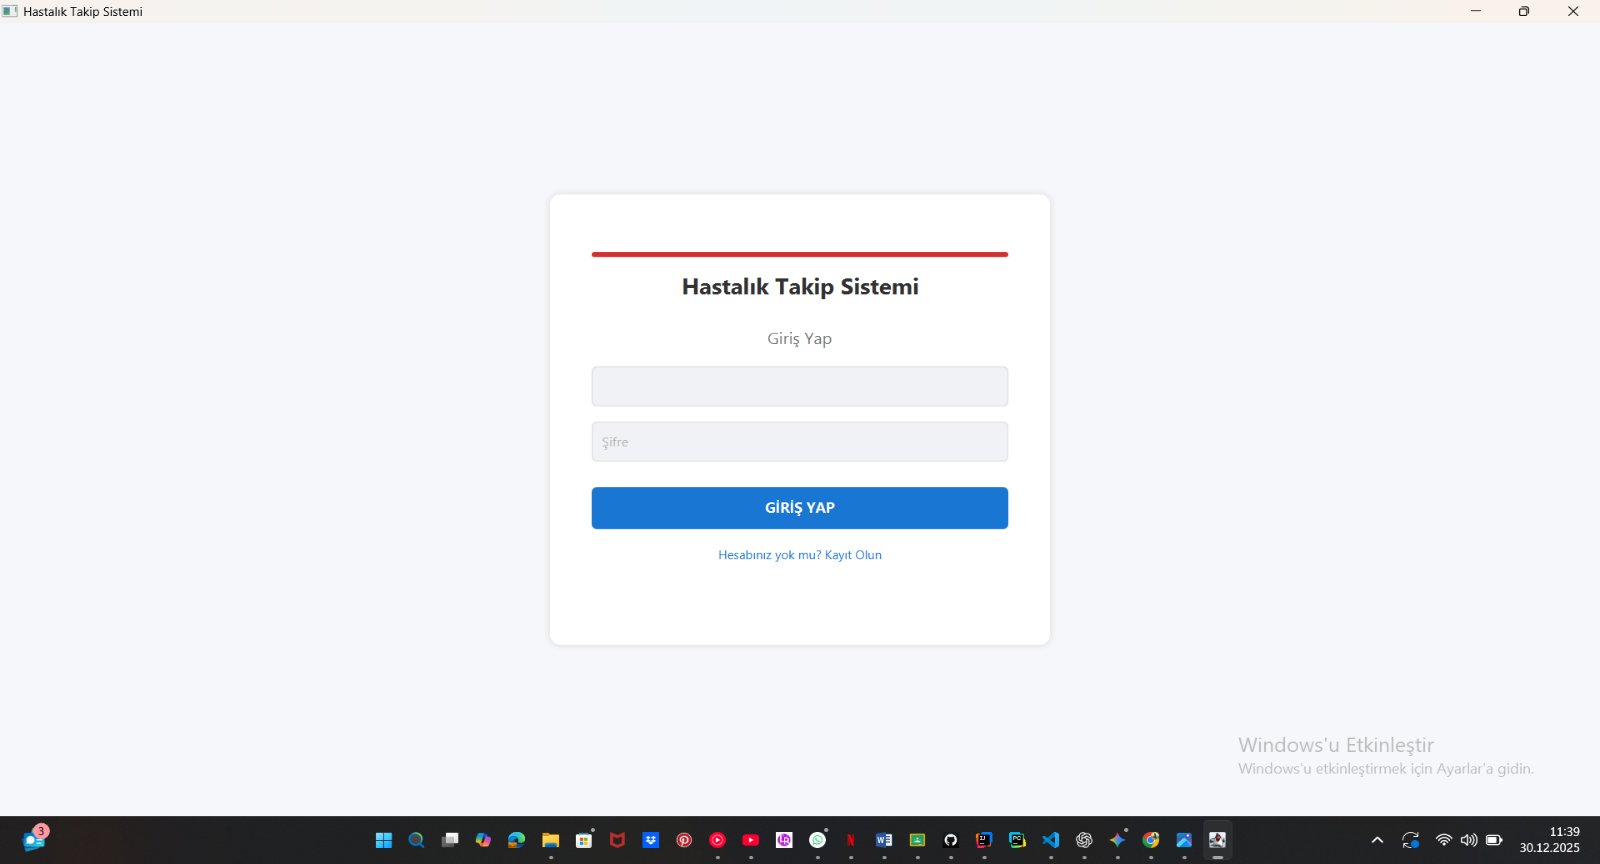 Hastalık Takip Sistemi
Hastalık Takip Sistemi
Giriş Yap
Şifre
GİRİŞ YAP
Hesabınız yok mu? Kayıt Olun
Windows'u Etkinleştir
Windows'u etkinleştirmek için Ayarlar'a gidin.
3
11:39
30.12.2025